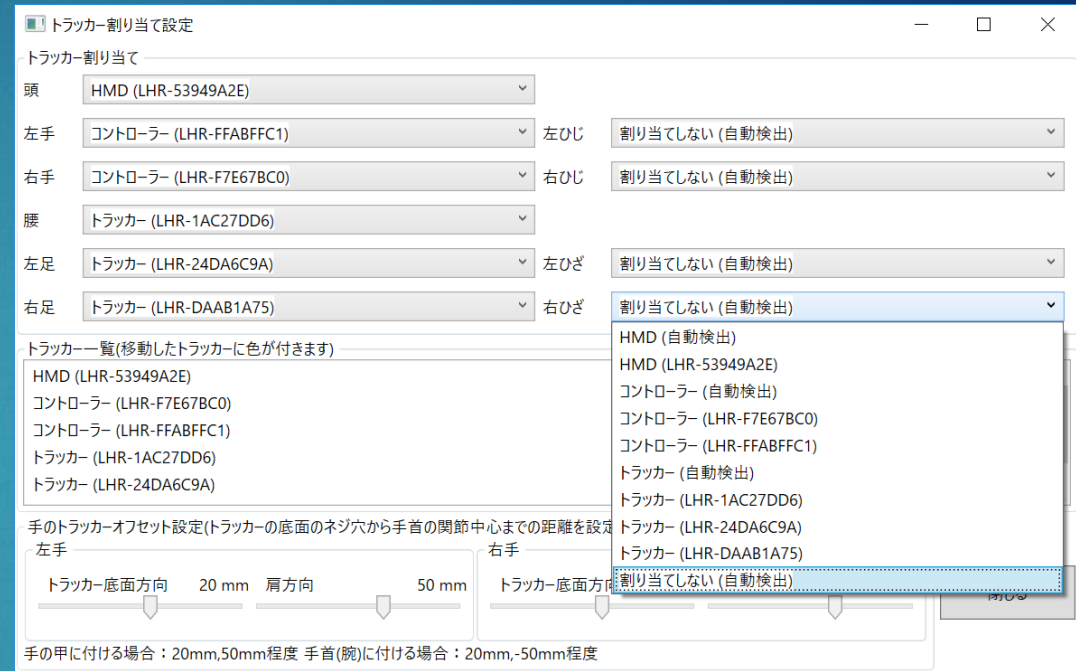 トラッカー割り当て設定
トラッカー割り当て
頭 HMD (LHR-53949A2E)
左手 コントローラー (LHR-FFABFFC1) 左ひじ 割り当てしない (自動検出)
右手 コントローラー (LHR-F7E67BC0) 右ひじ 割り当てしない (自動検出)
腰 トラッカー (LHR-1AC27DD6)
左足 トラッカー (LHR-24DA6C9A) 左ひざ 割り当てしない (自動検出)
右足 トラッカー (LHR-DAAB1A75) 右ひざ 割り当てしない (自動検出)
HMD (自動検出)
HMD (LHR-53949A2E)
コントローラー (自動検出)
コントローラー (LHR-F7E67BC0)
コントローラー (LHR-FFABFFC1)
トラッカー (自動検出)
トラッカー (LHR-1AC27DD6)
トラッカー (LHR-24DA6C9A)
トラッカー (LHR-DAAB1A75)
割り当てしない (自動検出)
トラッカー一覧(移動したトラッカーに色が付きます)
HMD (LHR-53949A2E)
コントローラー (LHR-F7E67BC0)
コントローラー (LHR-FFABFFC1)
トラッカー (LHR-1AC27DD6)
トラッカー (LHR-24DA6C9A)
手のトラッカーオフセット設定(トラッカーの底面のネジ穴から手首の関節中心までの距離を設定
左手
トラッカー底面方向 20 mm 肩方向 50 mm
右手
トラッカー底面方向
閉じる
手の甲に付ける場合：20mm,50mm程度 手首(腕)に付ける場合：20mm,-50mm程度